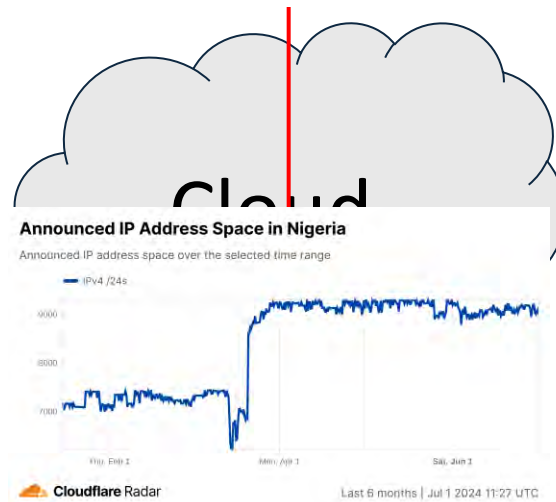 Cloud
Announced IP Address Space in Nigeria
Announced IP address space over the selected time range
IPv4 /24s
9000
8000
7000
Thu, Feb 1
Mon, Apr 1
Sat, Jun 1
Cloudflare Radar
Last 6 months | Jul 1 2024 11:27 UTC